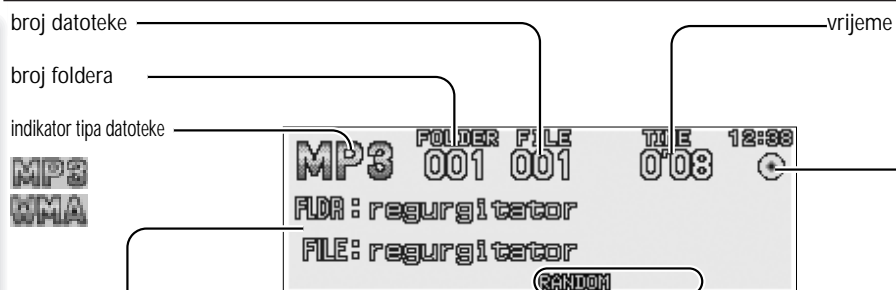 broj datoteke
vrijeme
broj foldera
indikator tipa datoteke
MP3
WMA
FOLDER FILE TIME 12:38
MP3 001 001 0'08
FLDR : regurgitator
FILE: regurgitator
RANDOM